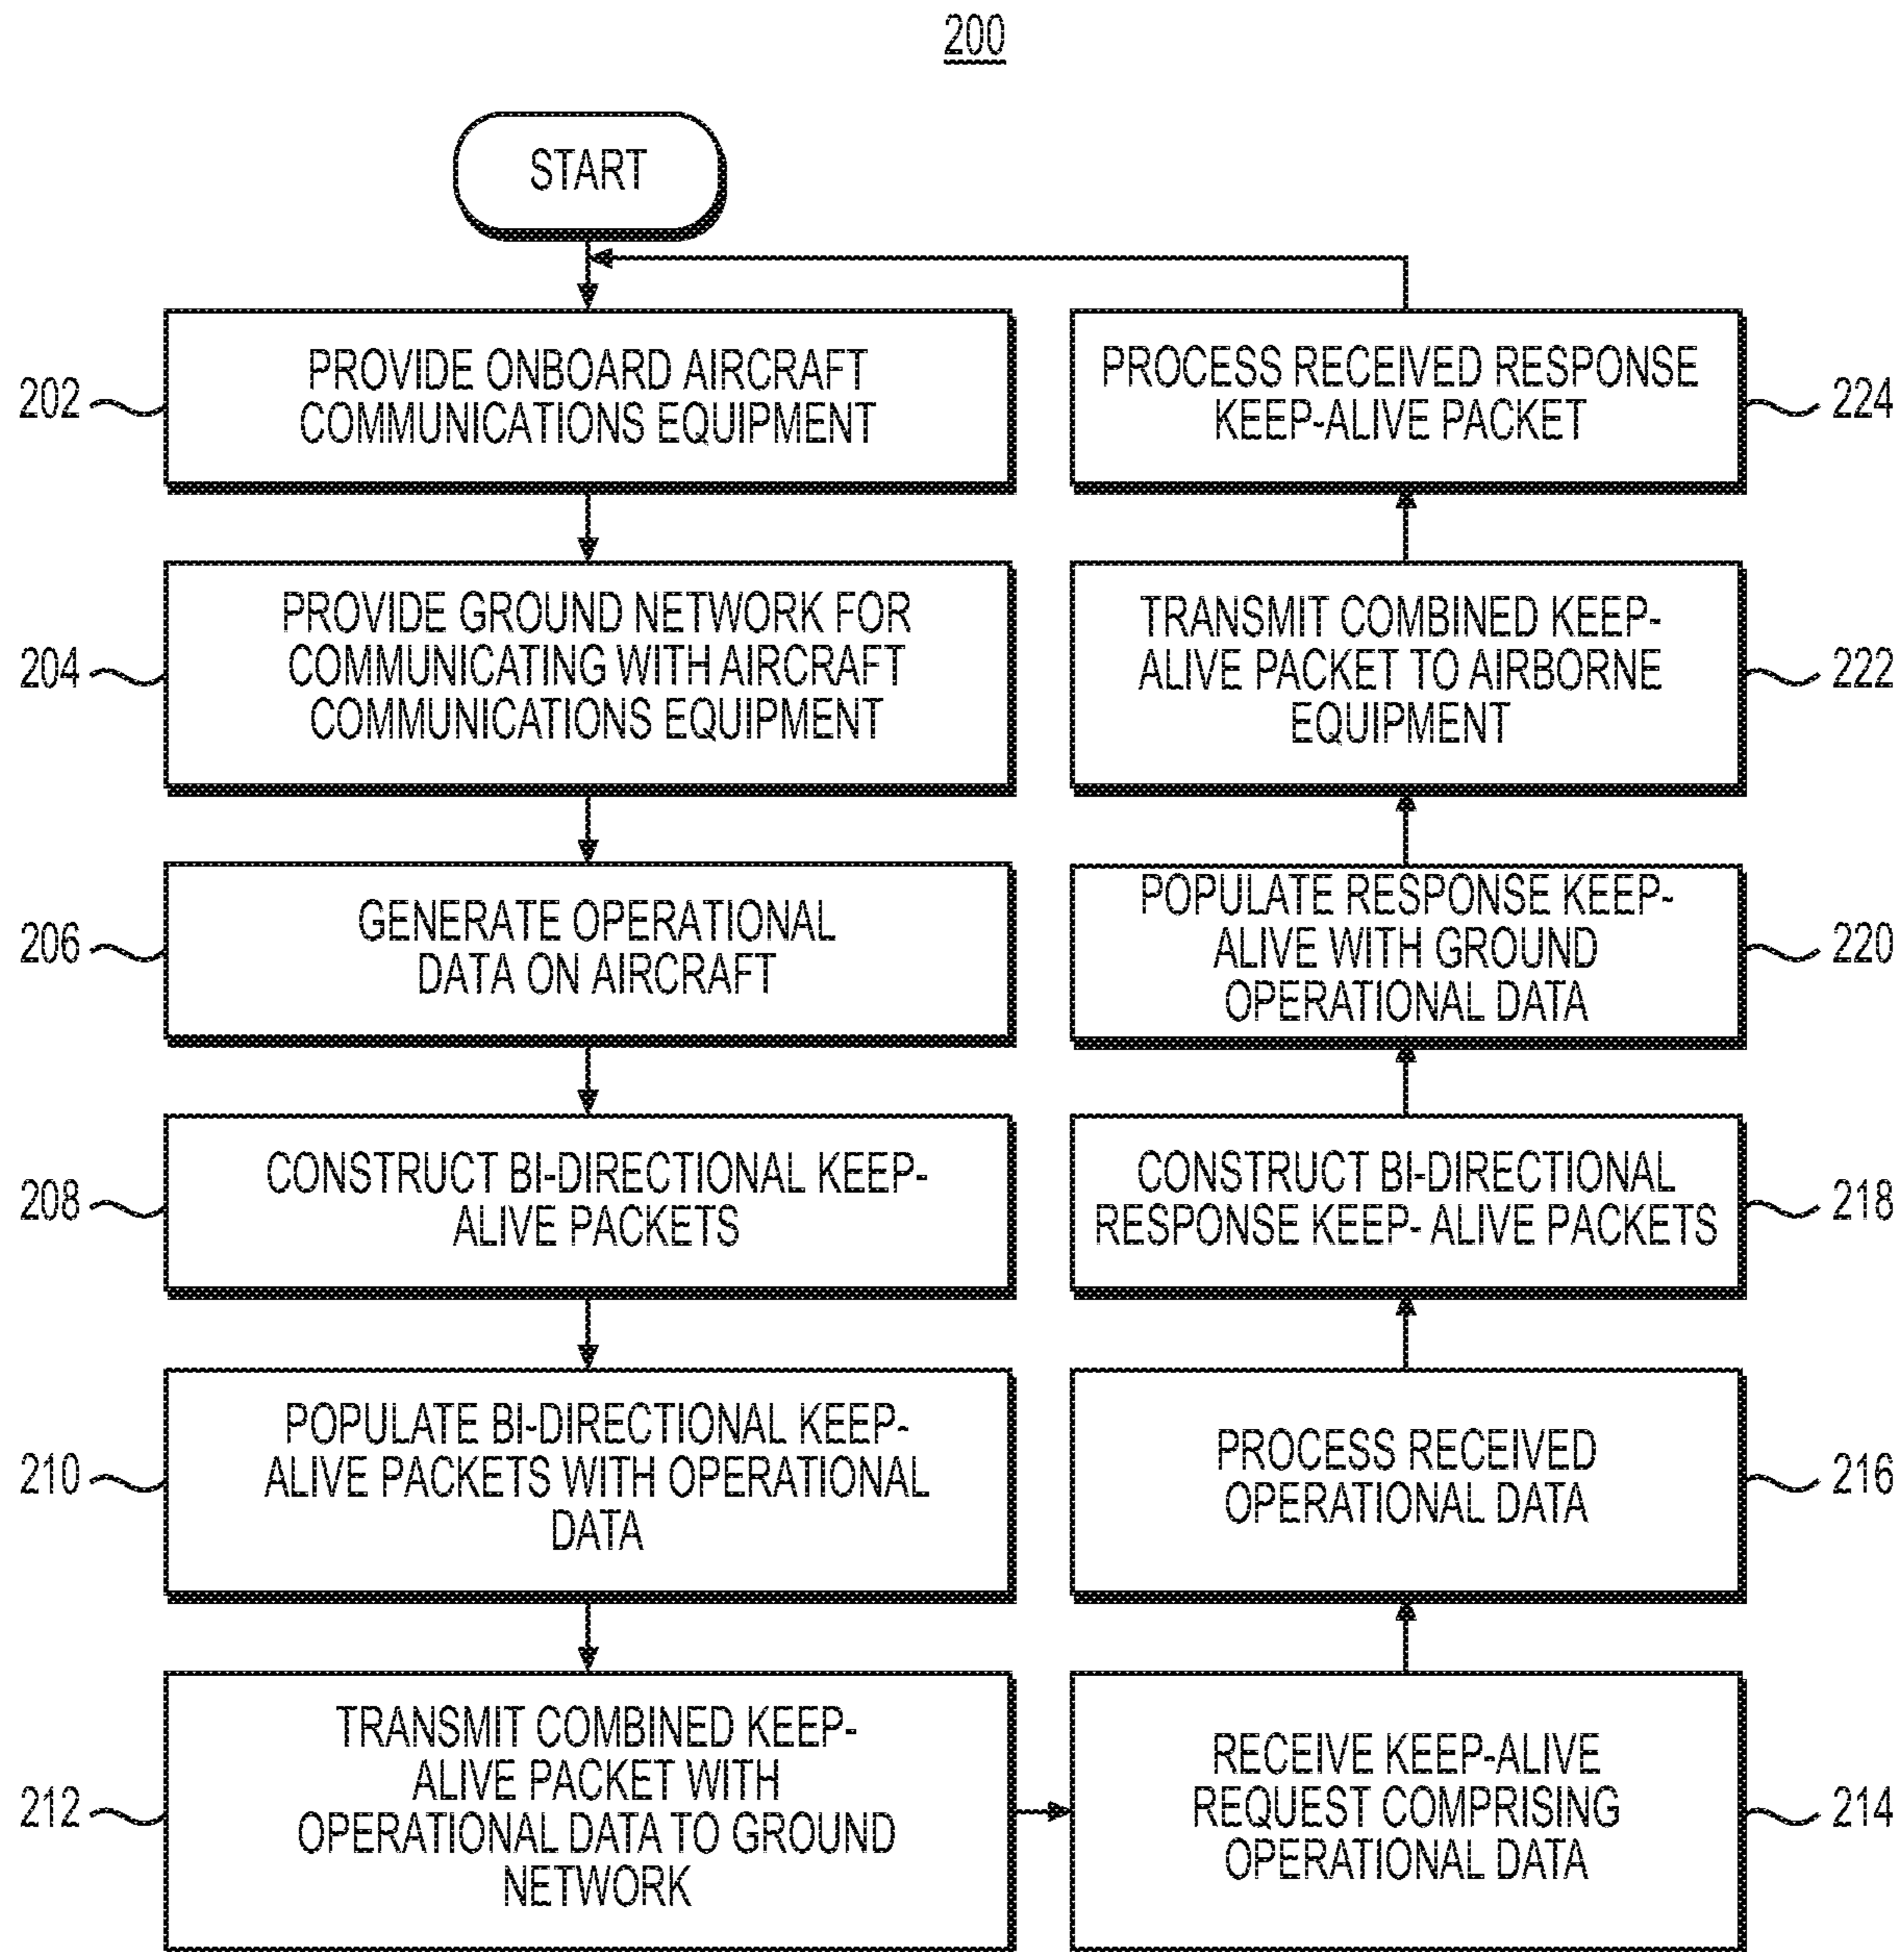 200
START
202
PROVIDE ONBOARD AIRCRAFT
COMMUNICATIONS EQUIPMENT
204
PROVIDE GROUND NETWORK FOR
COMMUNICATING WITH AIRCRAFT
COMMUNICATIONS EQUIPMENT
206
GENERATE OPERATIONAL
DATA ON AIRCRAFT
208
CONSTRUCT BI-DIRECTIONAL KEEP-
ALIVE PACKETS
210
POPULATE BI-DIRECTIONAL KEEP-
ALIVE PACKETS WITH OPERATIONAL
DATA
212
TRANSMIT COMBINED KEEP-
ALIVE PACKET WITH
OPERATIONAL DATA TO GROUND
NETWORK
RECEIVE KEEP-ALIVE
REQUEST COMPRISING
OPERATIONAL DATA
214
PROCESS RECEIVED
OPERATIONAL DATA
216
CONSTRUCT BI-DIRECTIONAL
RESPONSE KEEP- ALIVE PACKETS
218
POPULATE RESPONSE KEEP-
ALIVE WITH GROUND
OPERATIONAL DATA
220
TRANSMIT COMBINED KEEP-
ALIVE PACKET TO AIRBORNE
EQUIPMENT
222
PROCESS RECEIVED RESPONSE
KEEP-ALIVE PACKET
224